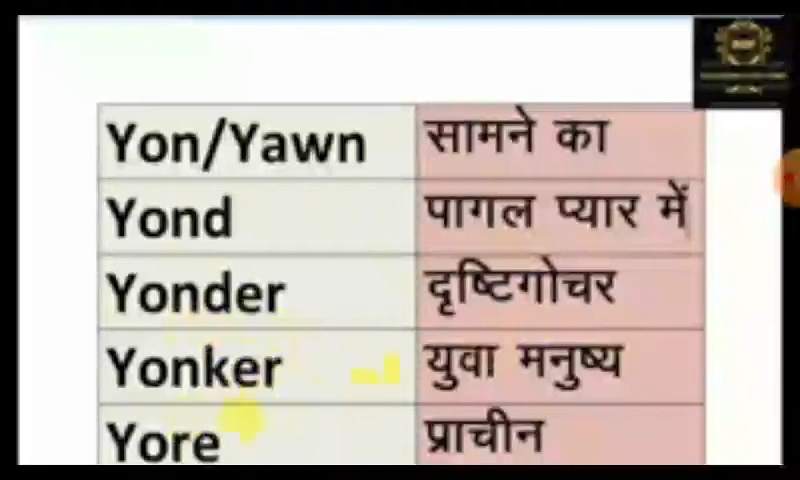 Yon/Yawn सामने का
Yond पागल प्यार में
Yonder दृष्टिगोचर
Yonker युवा मनुष्य
Yore प्राचीन